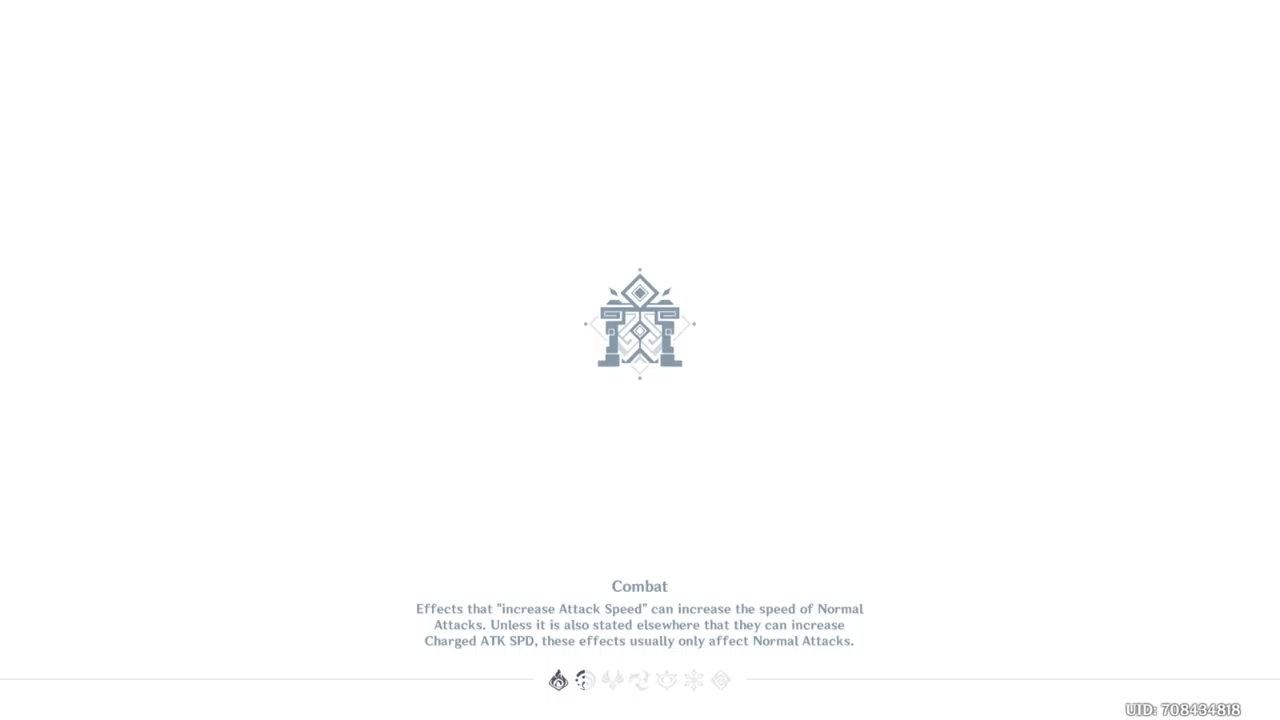 Combat
Effects that "increase Attack Speed" can increase the speed of Normal
Attacks. Unless it is also stated elsewhere that they can increase
Charged ATK SPD, these effects usually only affect Normal Attacks.
UID: 708434818